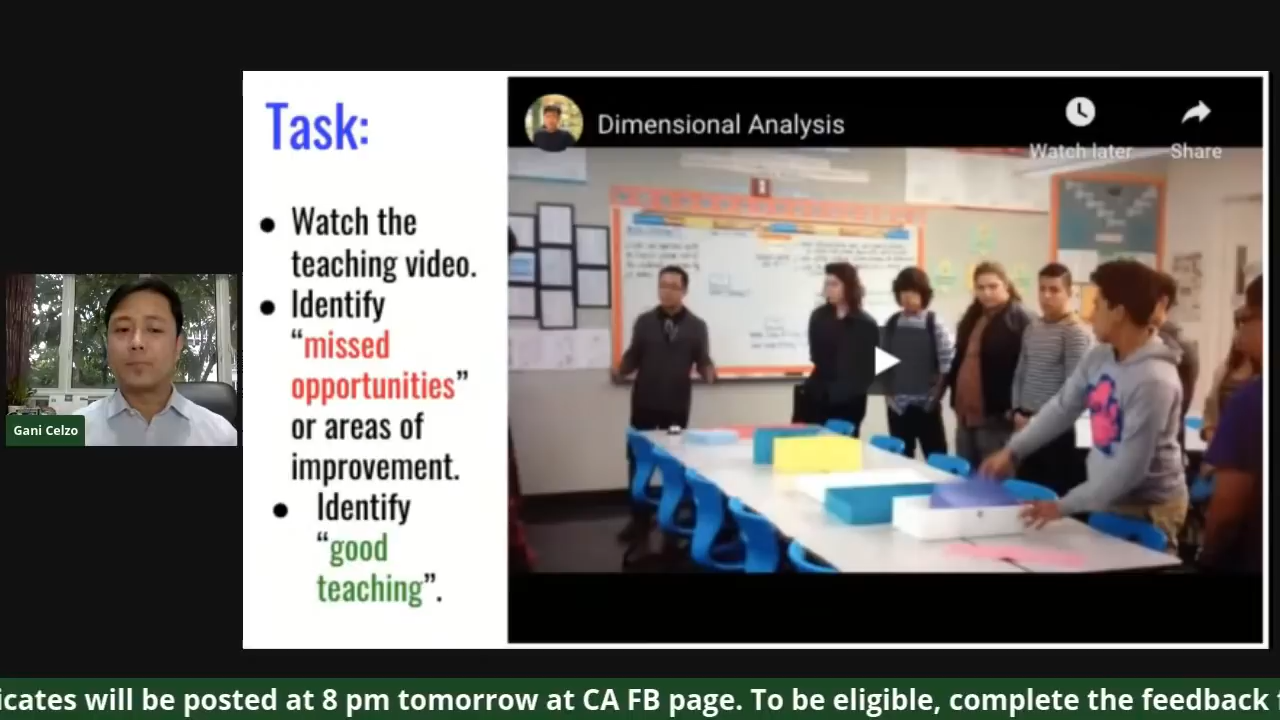 Task:
● Watch the
teaching video.
● Identify
“missed
opportunities”
or areas of
improvement.
● Identify
“good
teaching”.
Dimensional Analysis
Watch later
Share
Gani Celzo
icates will be posted at 8 pm tomorrow at CA FB page. To be eligible, complete the feedback